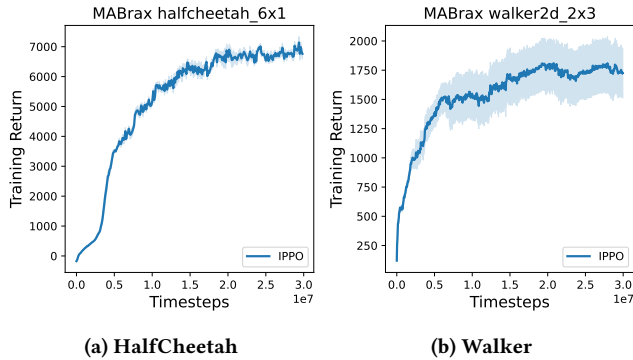 MABrax halfcheetah_6x1
7000
6000
5000
4000
3000
2000
1000
0
Training Return
0.0 0.5 1.0 1.5 2.0 2.5 3.0
1e7
Timesteps
IPPO
(a) HalfCheetah
MABrax walker2d_2x3
2000
1750
1500
1250
1000
750
500
250
Training Return
0.0 0.5 1.0 1.5 2.0 2.5 3.0
1e7
Timesteps
IPPO
(b) Walker